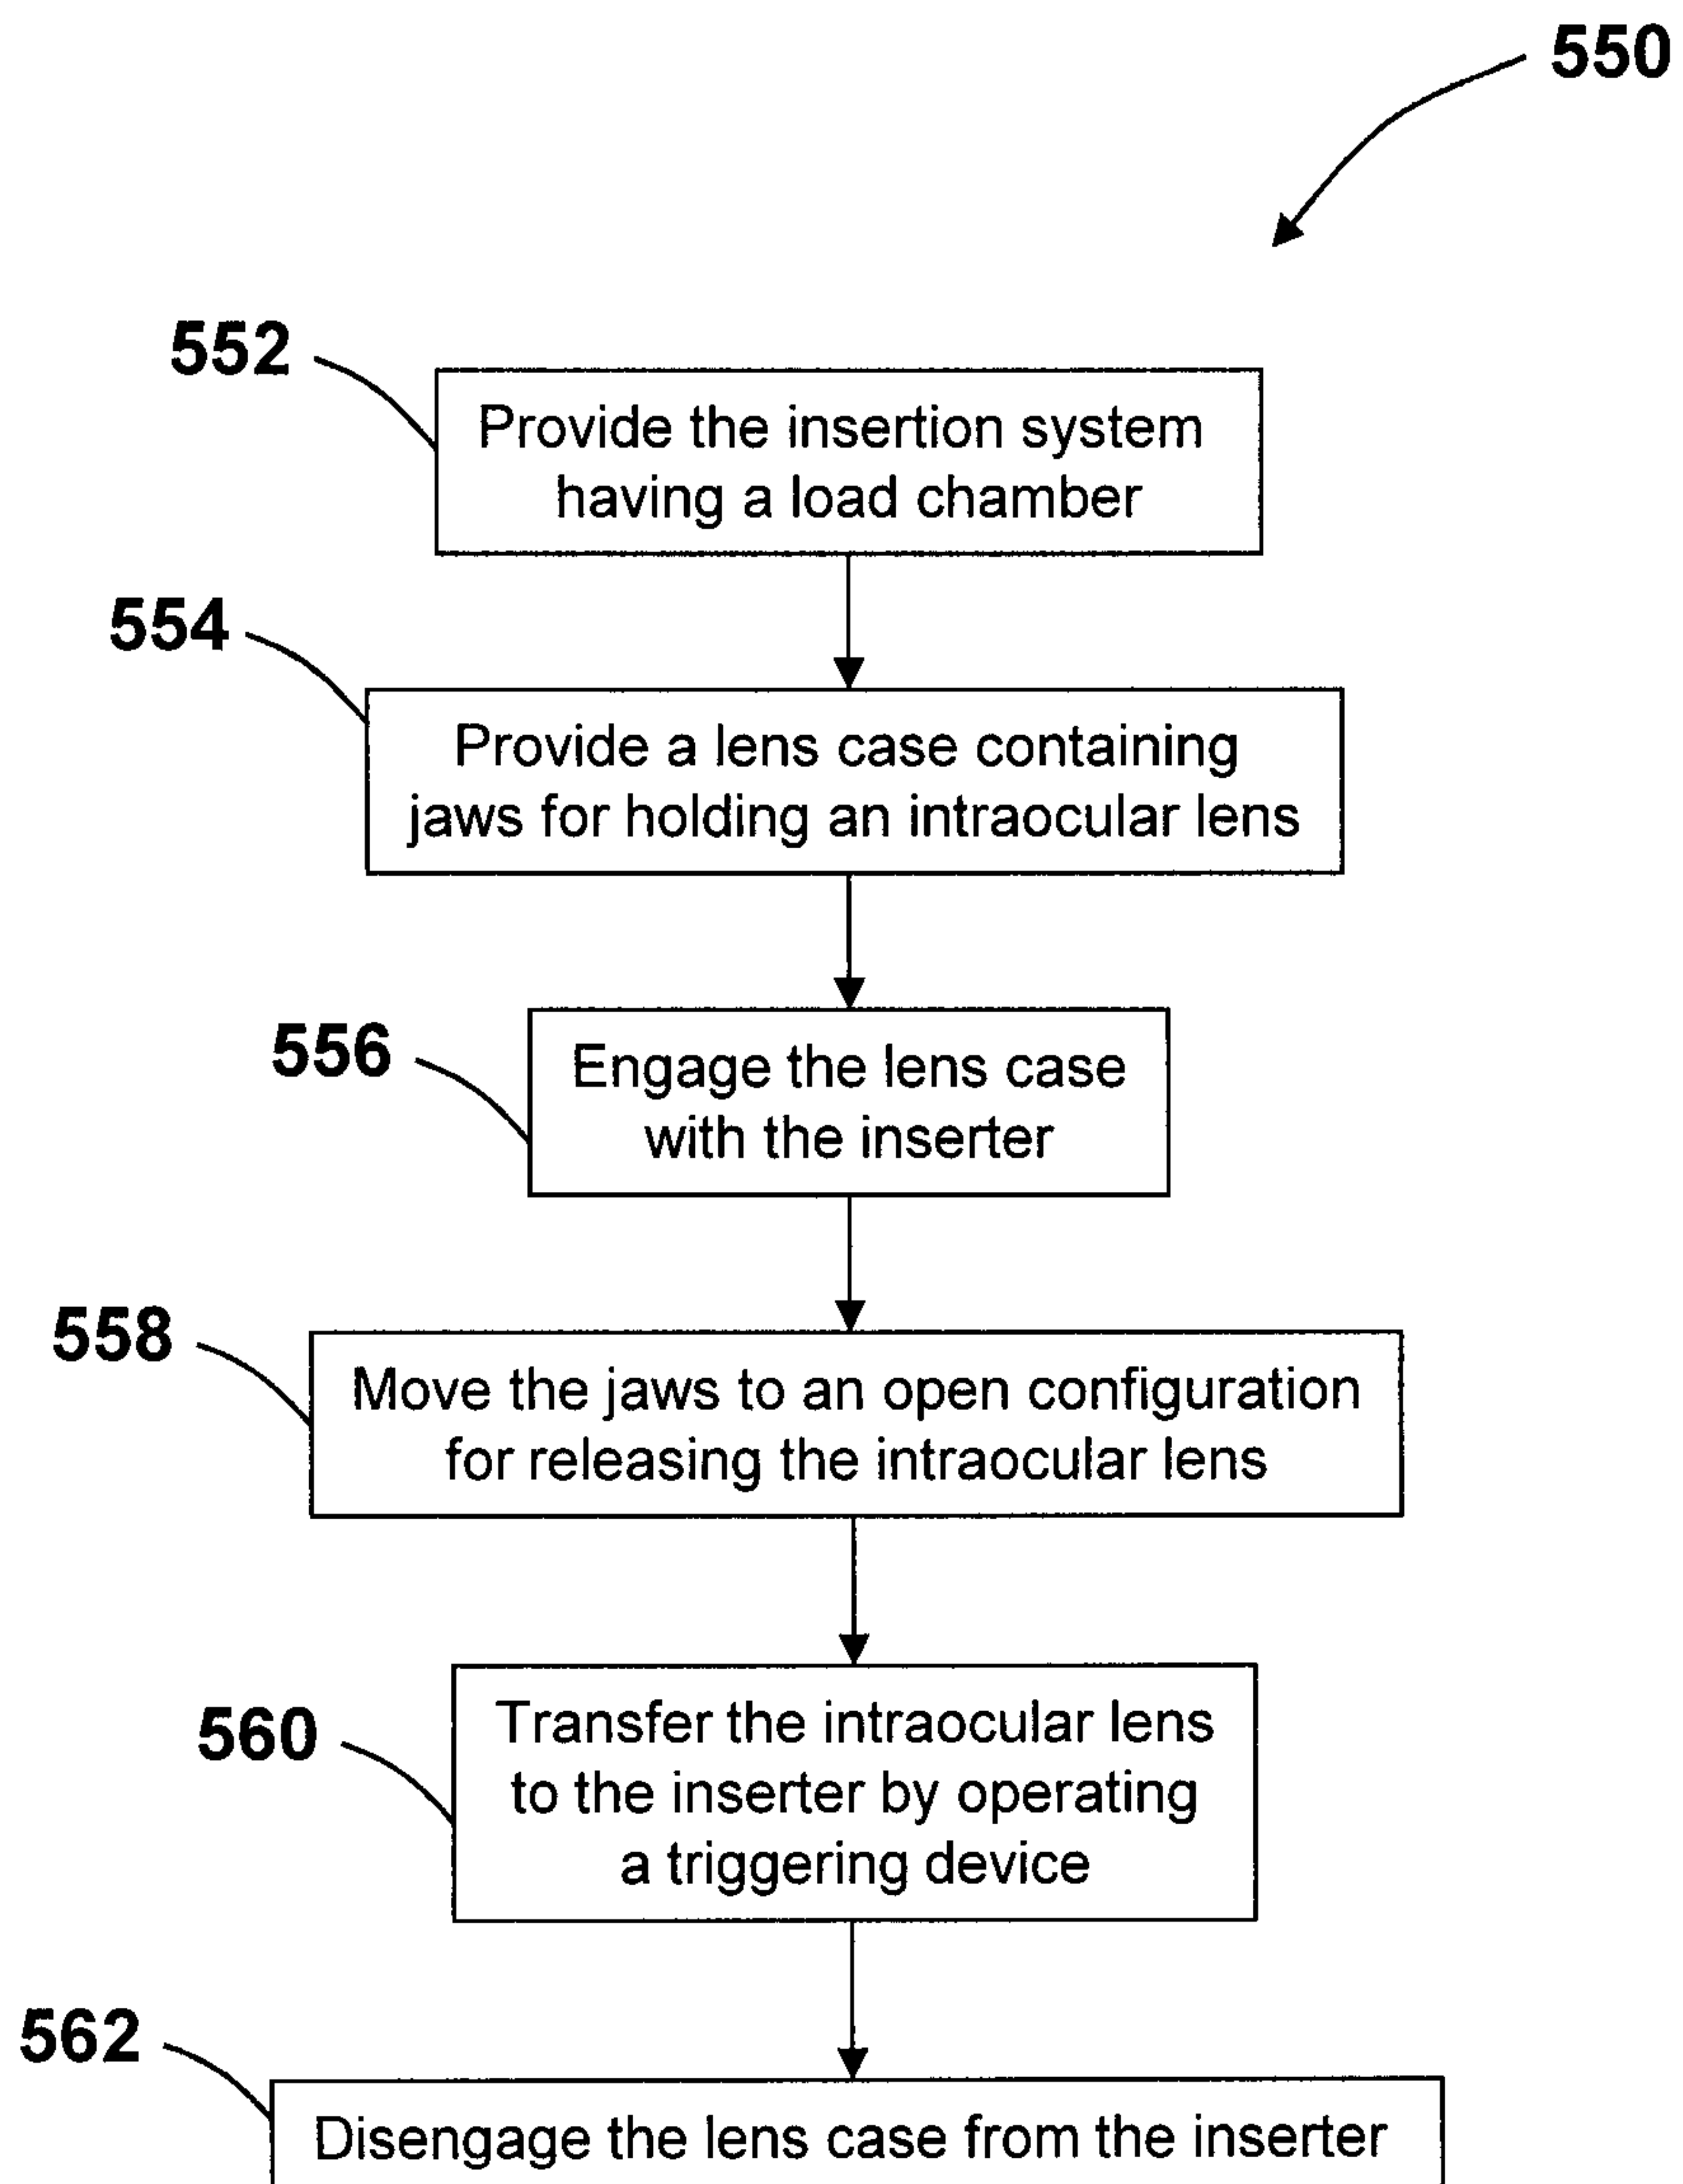 550
552
Provide the insertion system
having a load chamber
554
Provide a lens case containing
jaws for holding an intraocular lens
556
Engage the lens case
with the inserter
558
Move the jaws to an open configuration
for releasing the intraocular lens
560
Transfer the intraocular lens
to the inserter by operating
a triggering device
562
Disengage the lens case from the inserter